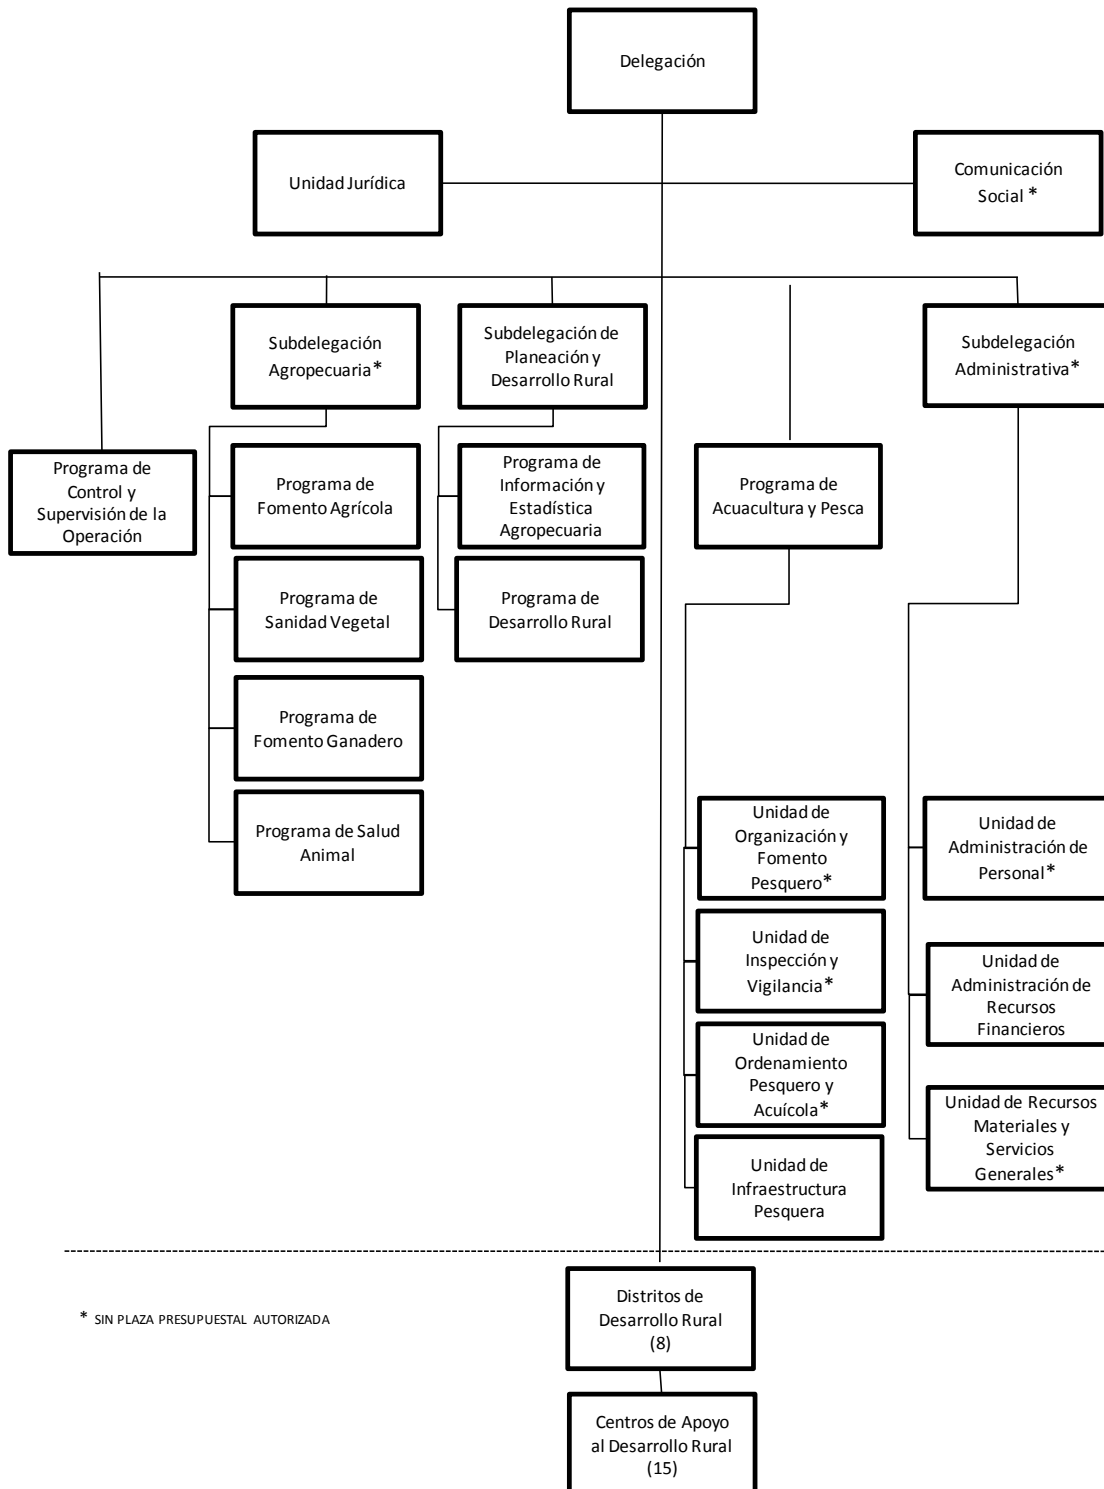 Delegación
Unidad Jurídica
Comunicación
Social *
Subdelegación
Agropecuaria*
Subdelegación de
Planeación y
Desarrollo Rural
Subdelegación
Administrativa*
Programa de
Control y
Supervisión de la
Operación
Programa de
Fomento Agrícola
Programa de
Información y
Estadística
Agropecuaria
Programa de
Acuacultura y Pesca
Programa de
Sanidad Vegetal
Programa de
Desarrollo Rural
Programa de
Fomento Ganadero
Programa de Salud
Animal
Unidad de
Organización y
Fomento
Pesquero*
Unidad de
Administración de
Personal*
Unidad de
Inspección y
Vigilancia*
Unidad de
Administración de
Recursos
Financieros
Unidad de
Ordenamiento
Pesquero y
Acuícola*
Unidad de Recursos
Materiales y
Servicios
Generales*
Unidad de
Infraestructura
Pesquera
Distritos de
Desarrollo Rural
(8)
* SIN PLAZA PRESUPUESTAL AUTORIZADA
Centros de Apoyo
al Desarrollo Rural
(15)